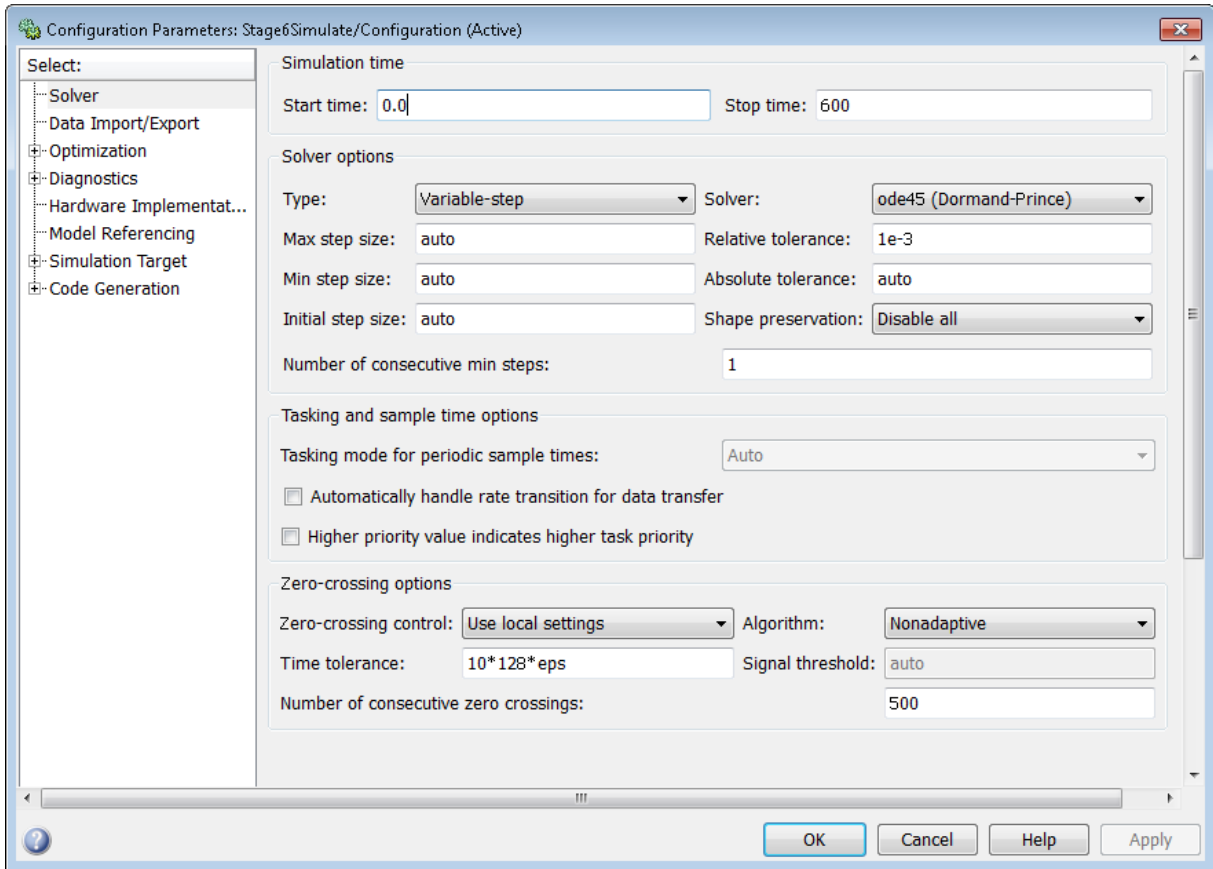 Configuration Parameters: Stage6Simulate/Configuration (Active)
Select:
Solver
Data Import/Export
Optimization
Diagnostics
Hardware Implementat...
Model Referencing
Simulation Target
Code Generation
Simulation time
Start time: 0.0 Stop time: 600
Solver options
Type: Variable-step Solver: ode45 (Dormand-Prince)
Max step size: auto Relative tolerance: 1e-3
Min step size: auto Absolute tolerance: auto
Initial step size: auto Shape preservation: Disable all
Number of consecutive min steps: 1
Tasking and sample time options
Tasking mode for periodic sample times: Auto
Automatically handle rate transition for data transfer
Higher priority value indicates higher task priority
Zero-crossing options
Zero-crossing control: Use local settings Algorithm: Nonadaptive
Time tolerance: 10*128*eps Signal threshold: auto
Number of consecutive zero crossings: 500
OK Cancel Help Apply